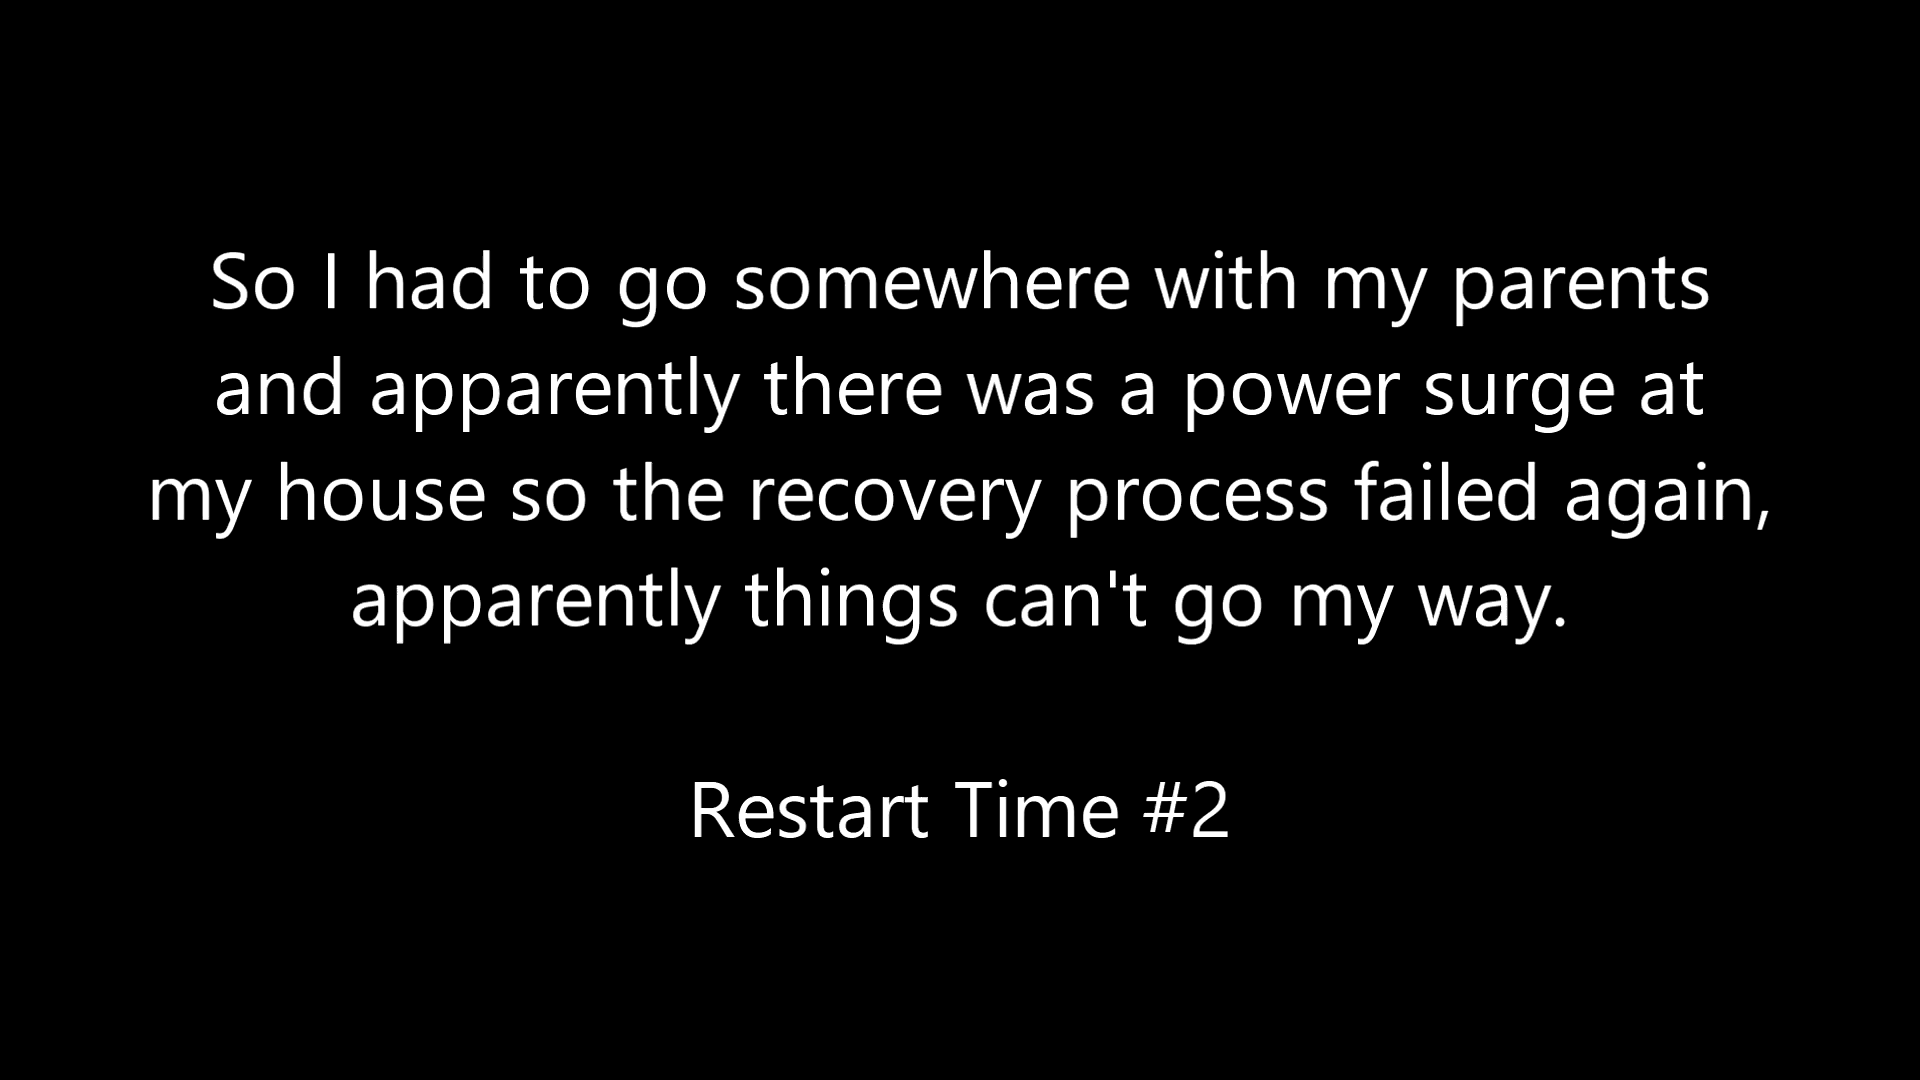 So I had to go somewhere with my parents
and apparently there was a power surge at
my house so the recovery process failed again,
apparently things can't go my way.
Restart Time #2